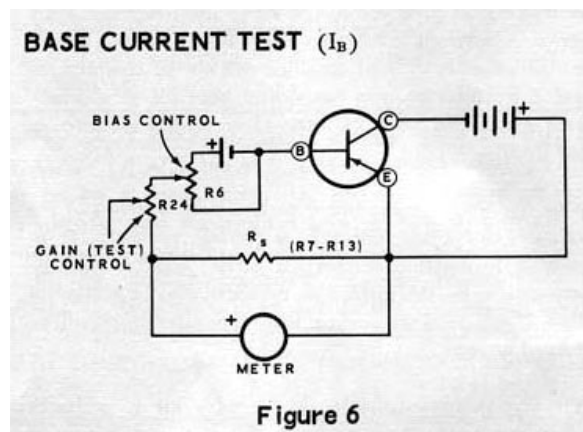 BASE CURRENT TEST (IB)
BIAS CONTROL
+
B
C
+
R6
R24
E
GAIN (TEST)
CONTROL
Rs (R7-R13)
+
METER
Figure 6